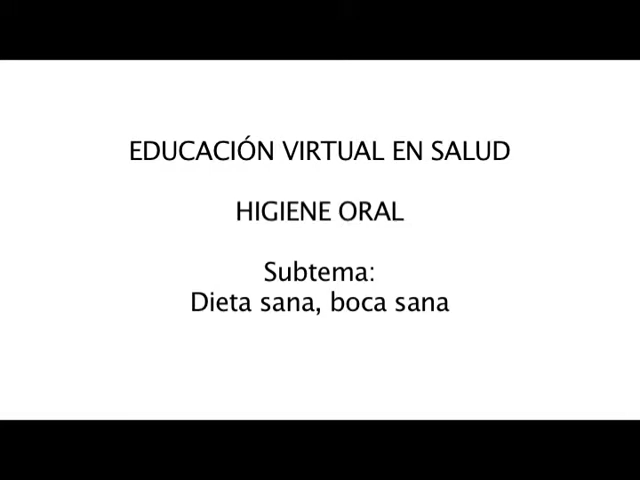 EDUCACIÓN VIRTUAL EN SALUD
HIGIENE ORAL
Subtema:
Dieta sana, boca sana